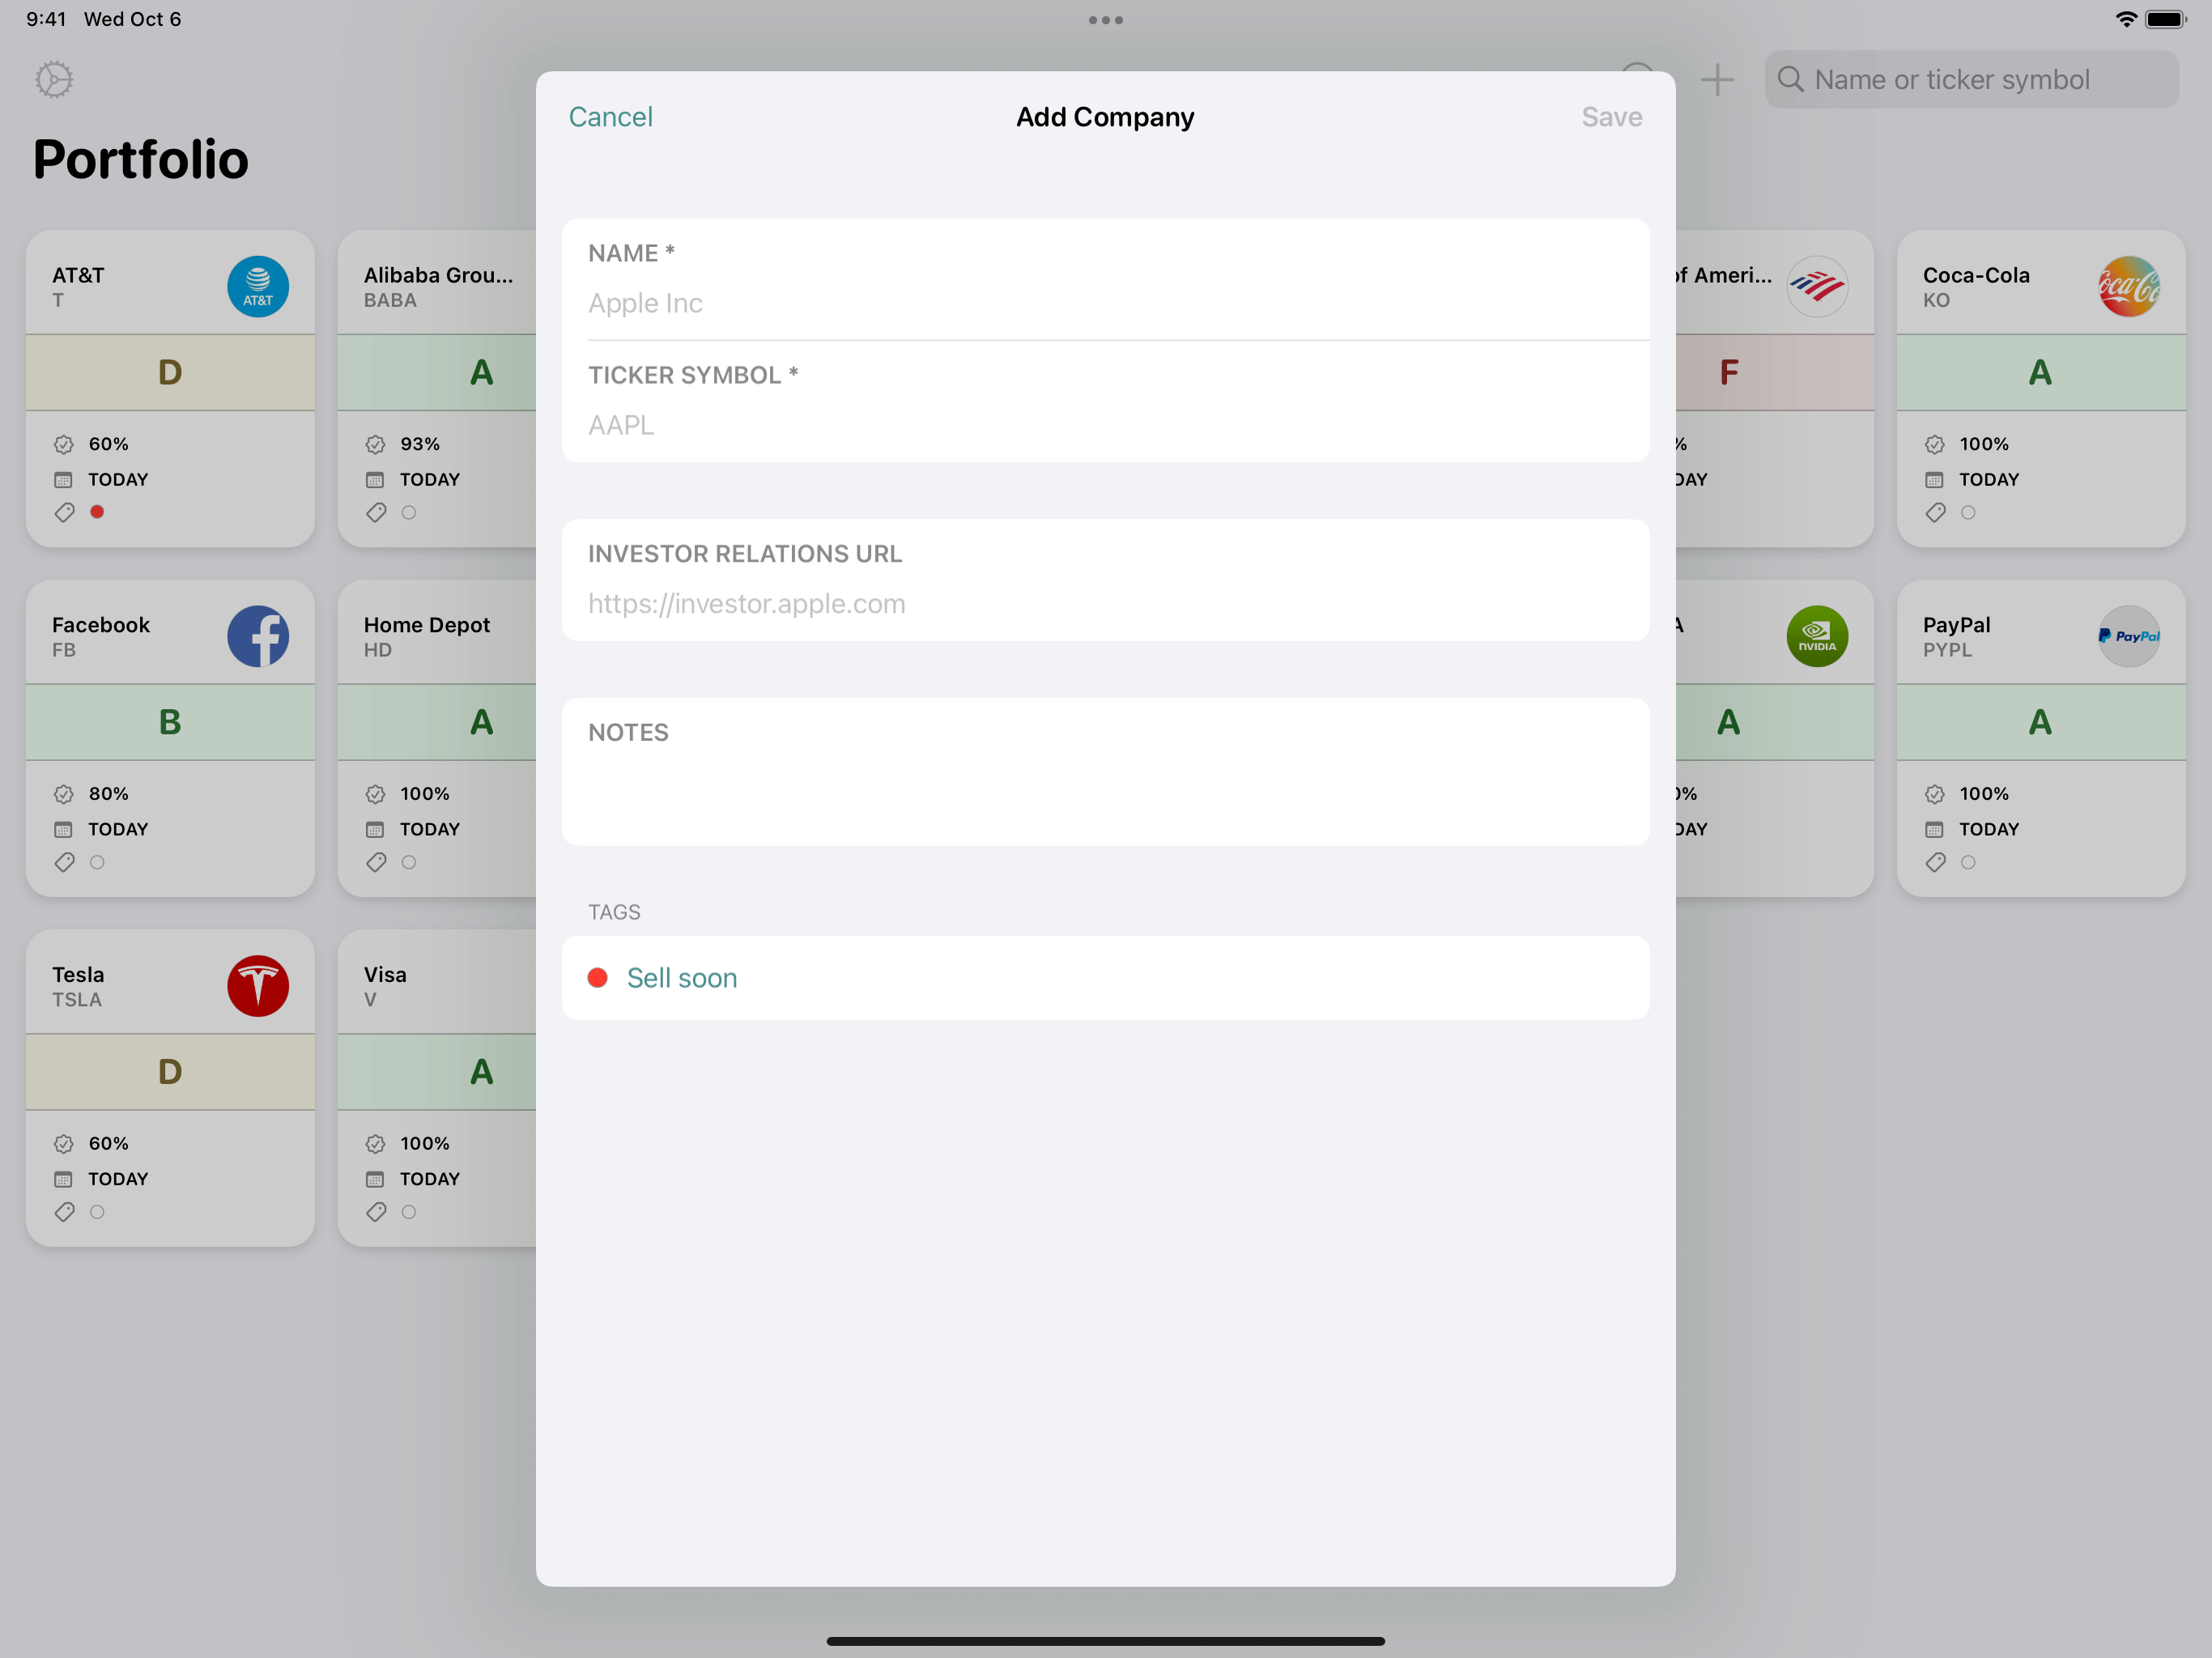 9:41 Wed Oct 6
Name or ticker symbol
Portfolio
Cancel
Add Company
Save
NAME *
Apple Inc
TICKER SYMBOL *
AAPL
INVESTOR RELATIONS URL
https://investor.apple.com
NOTES
TAGS
Sell soon
AT&T
T
AT&T
D
60%
TODAY
Alibaba Grou...
BABA
A
93%
TODAY
of Ameri...
F
%
DAY
Coca-Cola
KO
Coca-Co
A
100%
TODAY
Facebook
FB
f
B
80%
TODAY
Home Depot
HD
A
100%
TODAY
A
NVIDIA
A
0%
DAY
PayPal
PYPL
PayPal
A
100%
TODAY
Tesla
TSLA
D
60%
TODAY
Visa
V
A
100%
TODAY